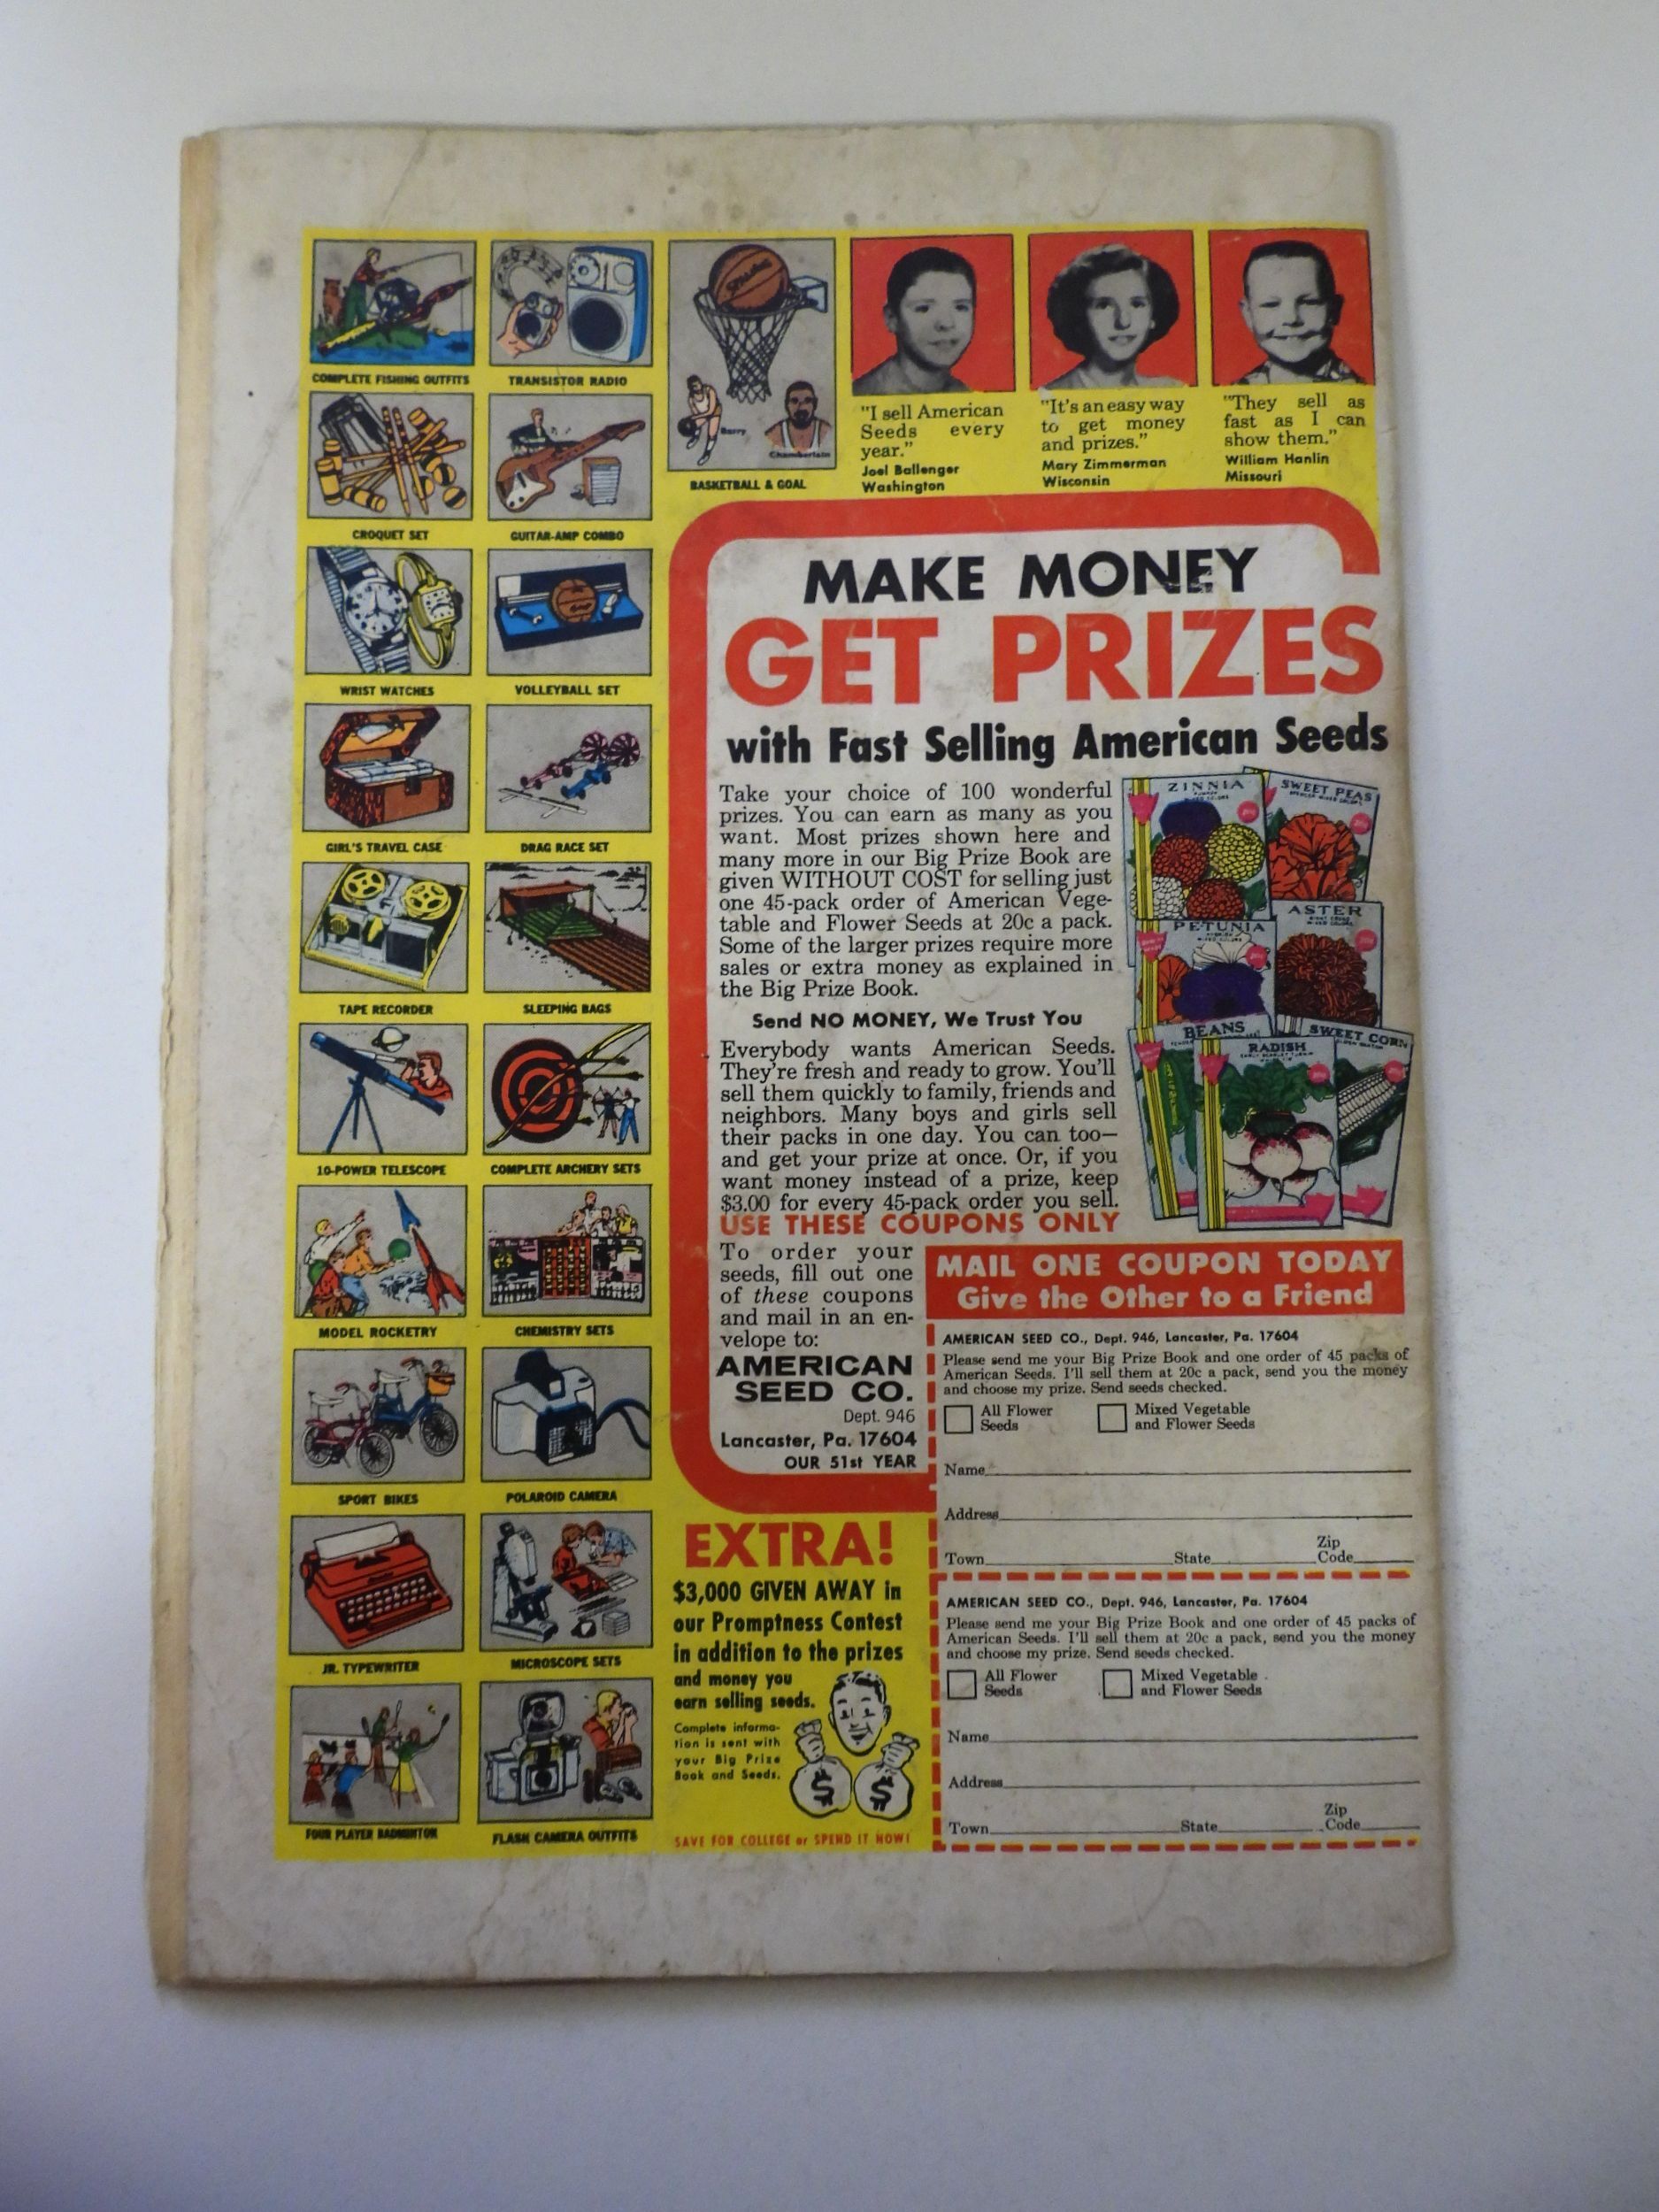 COMPLETE FISHING OUTFITS
TRANSISTOR RADIO
Barry
Chamberlain
BASKETBALL & GOAL
CROQUET SET
GUITAR-AMP COMBO
WRIST WATCHES
VOLLEYBALL SET
GIRL'S TRAVEL CASE
DRAG RACE SET
TAPE RECORDER
SLEEPING BAGS
10-POWER TELESCOPE
COMPLETE ARCHERY SETS
MODEL ROCKETRY
CHEMISTRY SETS
SPORT BIKES
POLAROID CAMERA
JR. TYPEWRITER
MICROSCOPE SETS
FOUR PLAYER BADMINTON
FLASH CAMERA OUTFITS
"I sell American
Seeds every
year."
Joel Ballenger
Washington
"It's an easy way
to get money
and prizes."
Mary Zimmerman
Wisconsin
"They sell as
fast as I can
show them."
William Hanlin
Missouri
MAKE MONEY
GET PRIZES
with Fast Selling American Seeds
Take your choice of 100 wonderful
prizes. You can earn as many as you
want. Most prizes shown here and
many more in our Big Prize Book are
given WITHOUT COST for selling just
one 45-pack order of American Vege-
table and Flower Seeds at 20c a pack.
Some of the larger prizes require more
sales or extra money as explained in
the Big Prize Book.
Send NO MONEY, We Trust You
Everybody wants American Seeds.
They're fresh and ready to grow. You'll
sell them quickly to family, friends and
neighbors. Many boys and girls sell
their packs in one day. You can too—
and get your prize at once. Or, if you
want money instead of a prize, keep
$3.00 for every 45-pack order you sell.
USE THESE COUPONS ONLY
ZINNIA
SWEET PEAS
PETUNIA
ASTER
BEANS
RADISH
SWEET CORN
To order your
seeds, fill out one
of these coupons
and mail in an en-
velope to:
AMERICAN
SEED CO.
Dept. 946
Lancaster, Pa. 17604
OUR 51st YEAR
MAIL ONE COUPON TODAY
Give the Other to a Friend
AMERICAN SEED CO., Dept. 946, Lancaster, Pa. 17604
Please send me your Big Prize Book and one order of 45 packs of
American Seeds. I'll sell them at 20c a pack, send you the money
and choose my prize. Send seeds checked.
All Flower
Seeds
Mixed Vegetable
and Flower Seeds
Name
Address
Town State Zip
Code
AMERICAN SEED CO., Dept. 946, Lancaster, Pa. 17604
Please send me your Big Prize Book and one order of 45 packs of
American Seeds. I'll sell them at 20c a pack, send you the money
and choose my prize. Send seeds checked.
All Flower
Seeds
Mixed Vegetable
and Flower Seeds
Name
Address
Town State Zip
Code
EXTRA!
$3,000 GIVEN AWAY in
our Promptness Contest
in addition to the prizes
and money you
earn selling seeds.
Complete informa-
tion is sent with
your Big Prize
Book and Seeds.
$ $
SAVE FOR COLLEGE or SPEND IT NOW!